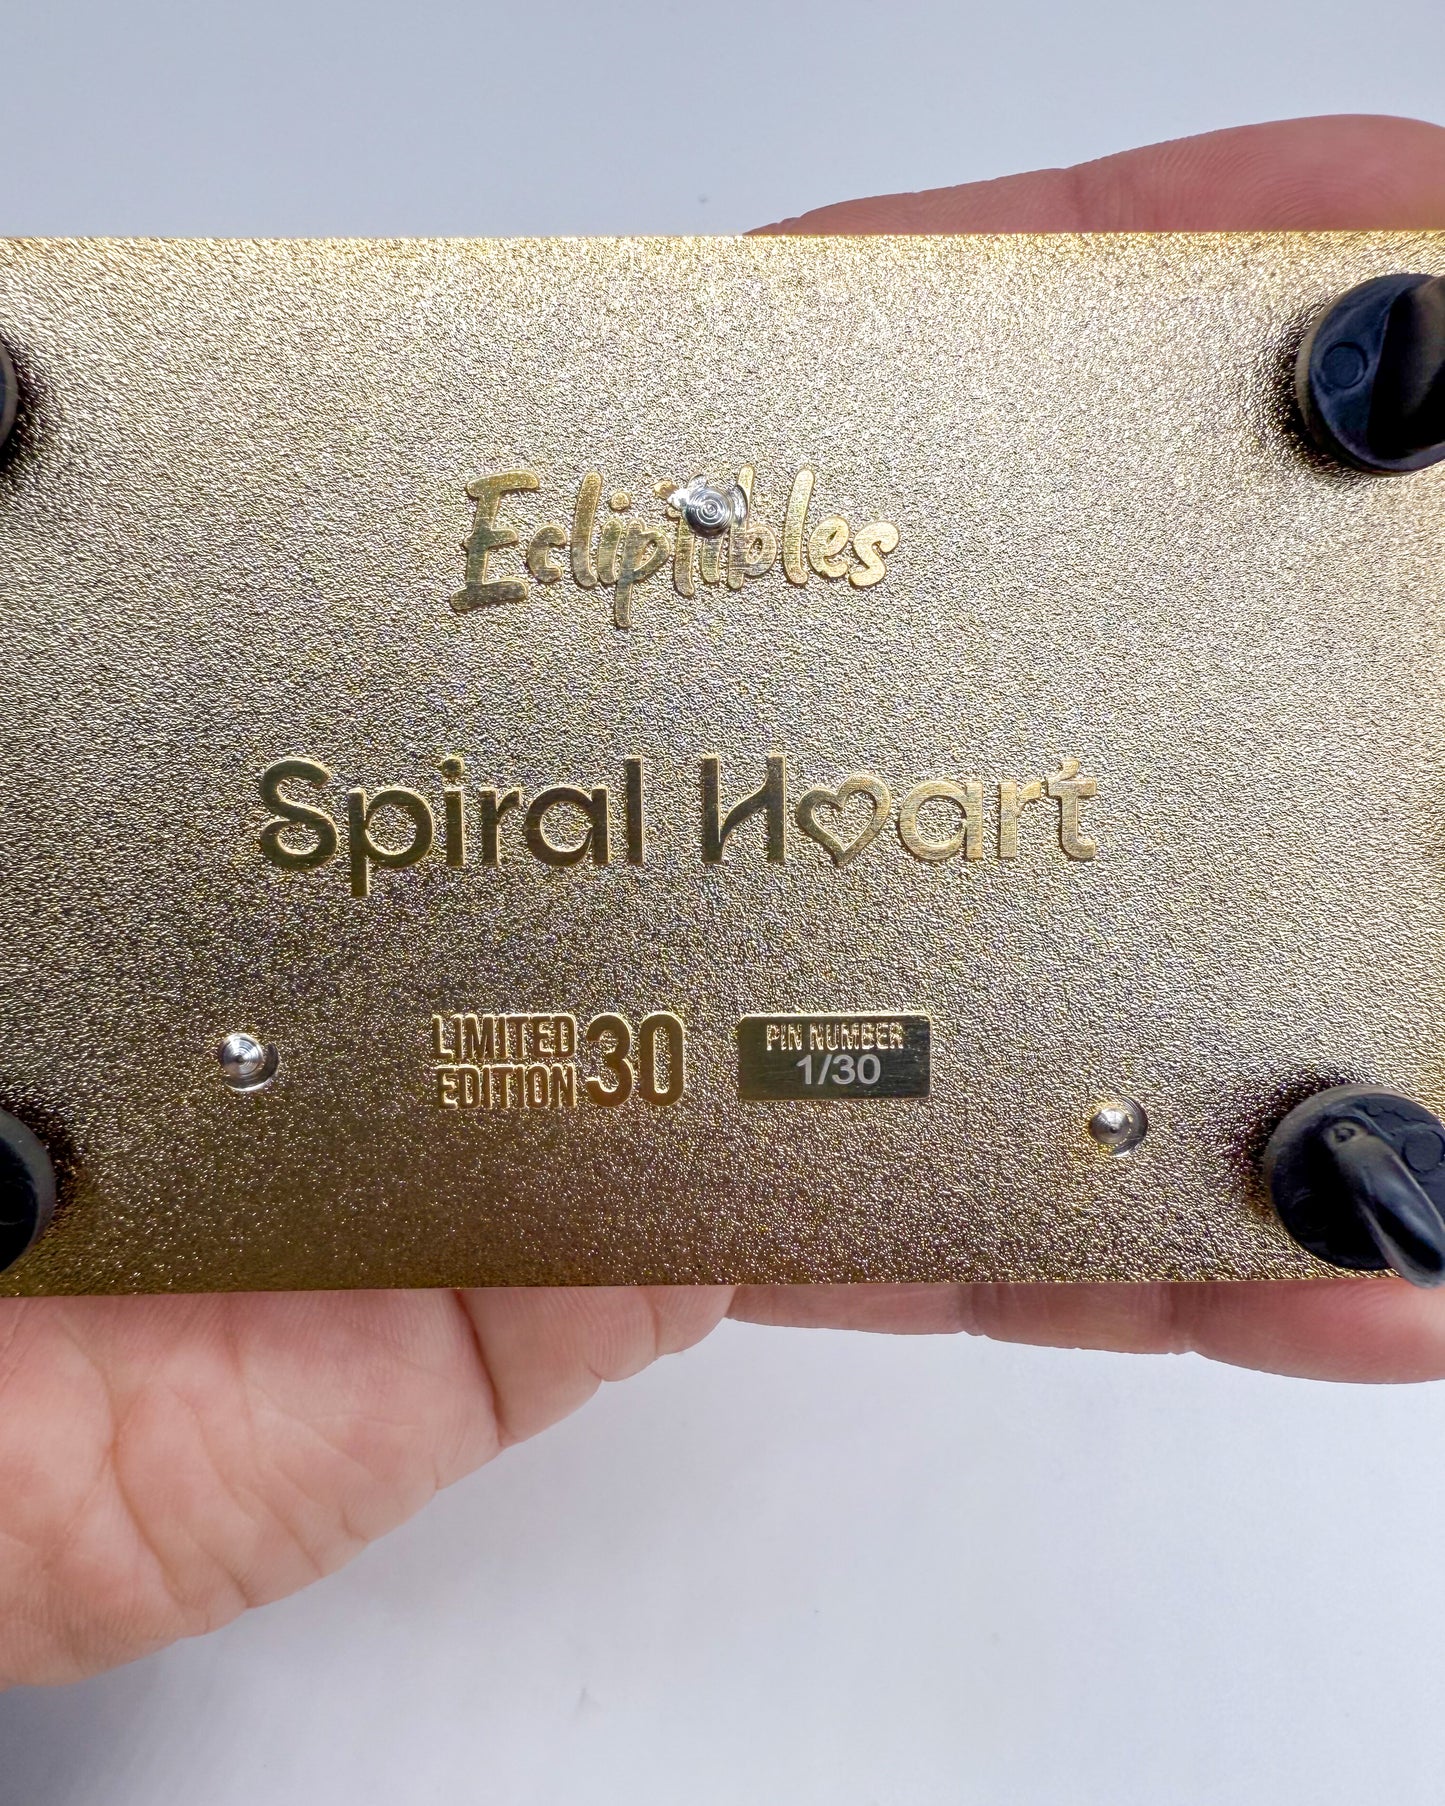 Ecliptibles
Spiral Heart
LIMITED
EDITION 30
PIN NUMBER
1/30